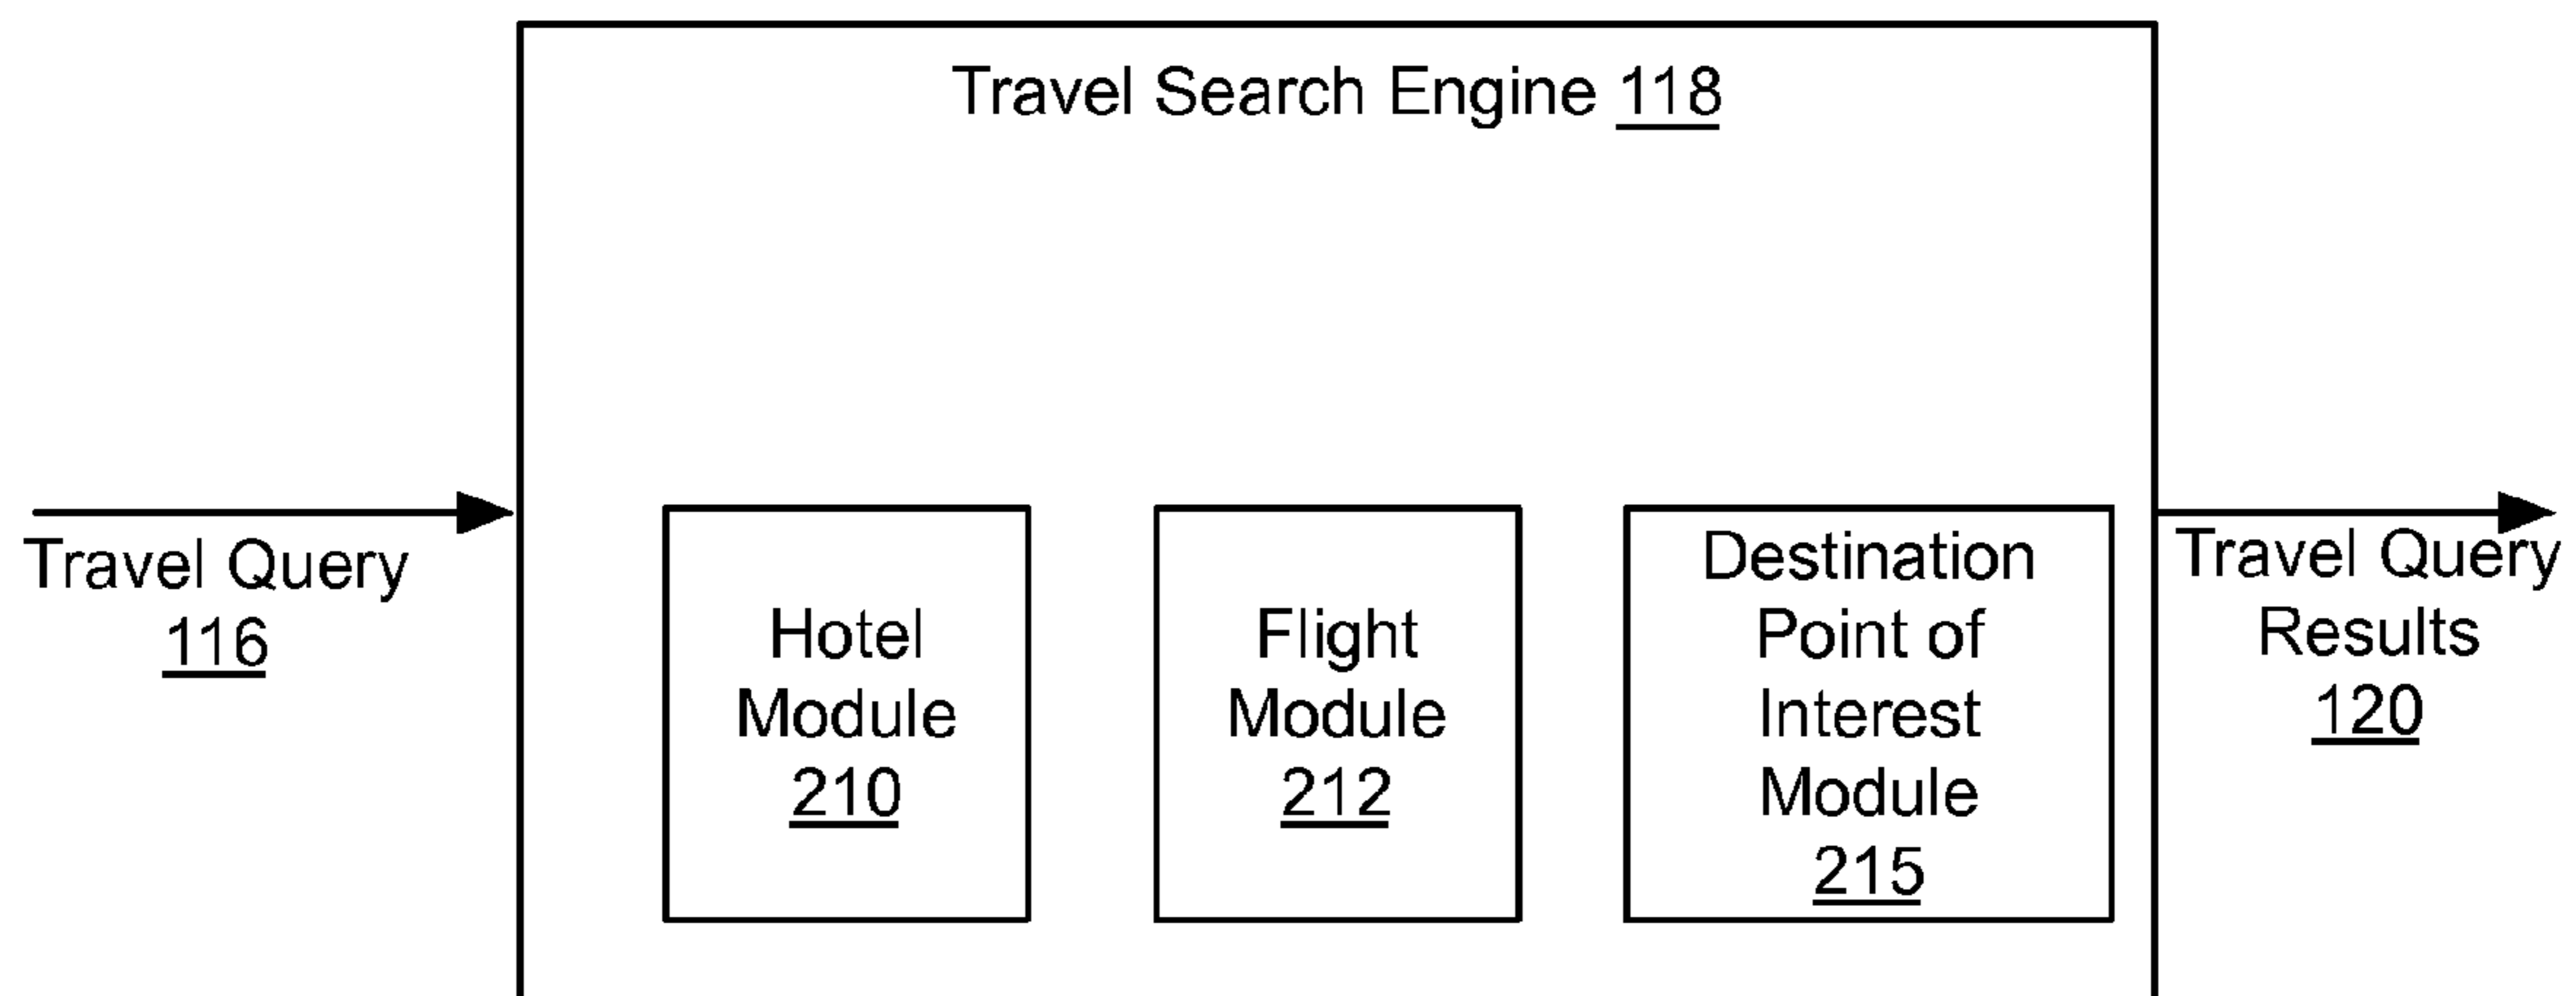 Travel Search Engine 118
Travel Query
116
Hotel
Module
210
Flight
Module
212
Destination
Point of
Interest
Module
215
Travel Query
Results
120